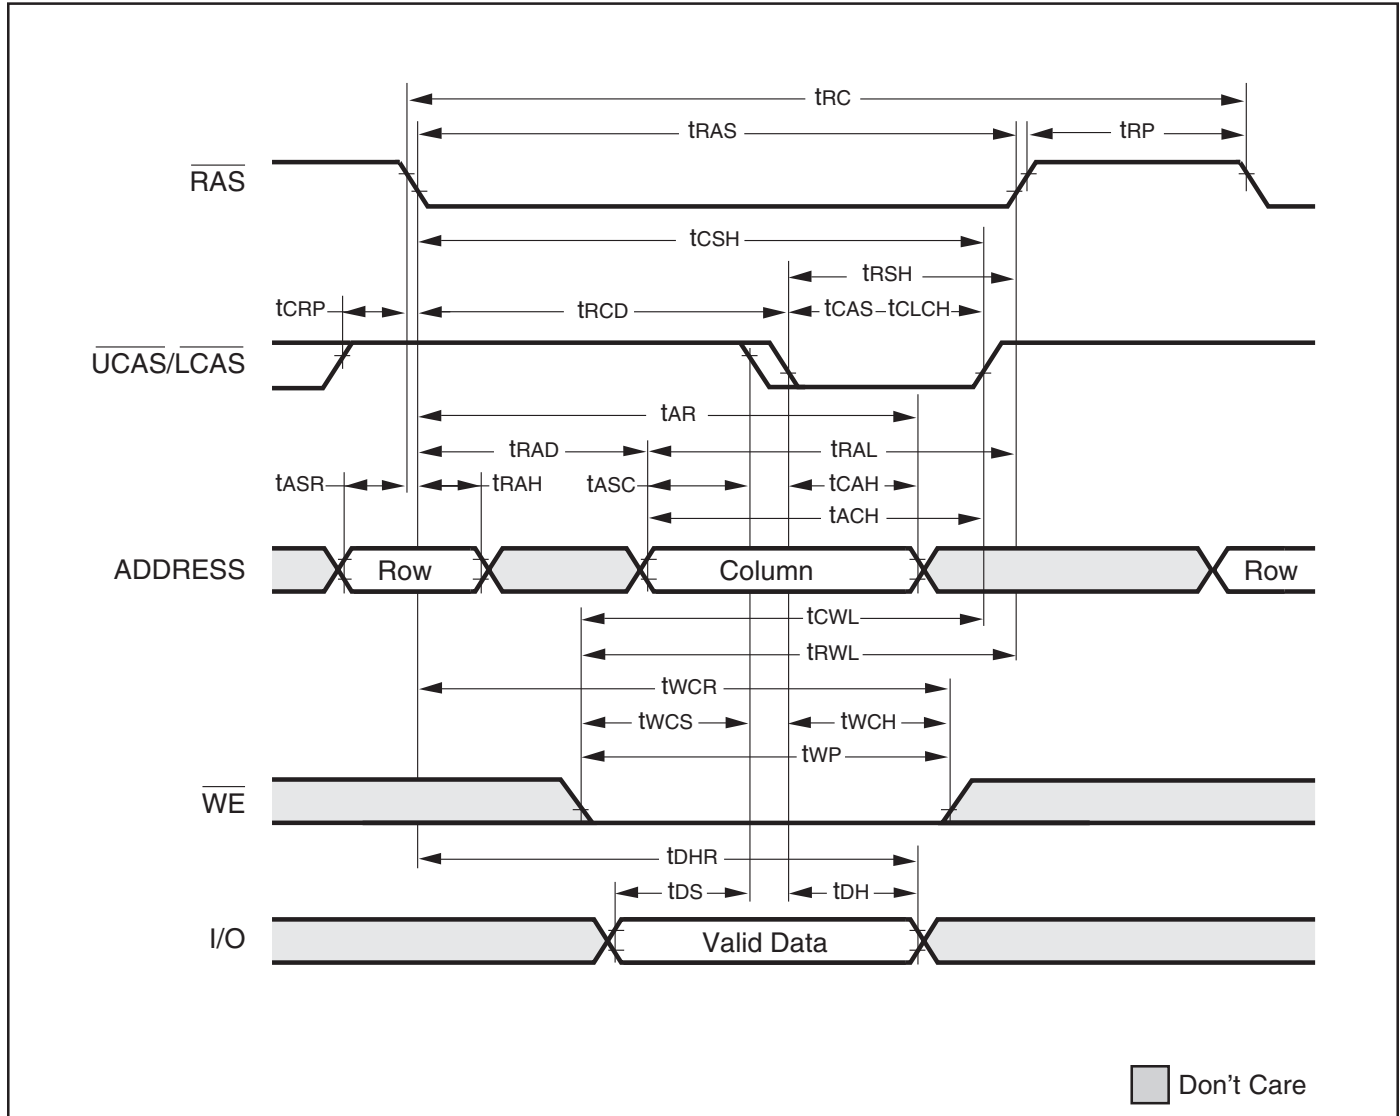 tRC
tRAS
tRP
RAS
tCSH
tRSH
tCRP
tRCD
tCAS-tCLCH
UCAS/LCAS
tAR
tRAD
tRAL
tASR
tRAH
tASC
tCAH
tACH
ADDRESS
Row
Column
Row
tCWL
tRWL
tWCR
tWCS
tWCH
tWP
WE
tDHR
tDS
tDH
I/O
Valid Data
Don't Care